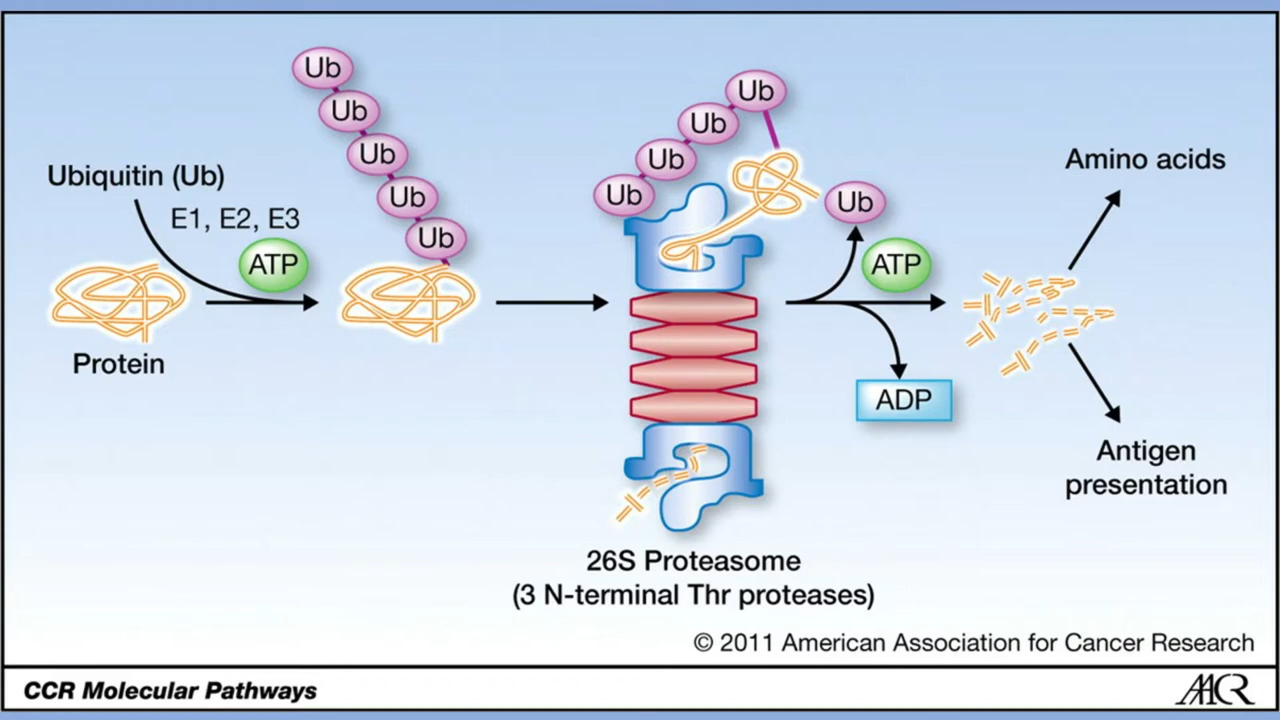 Ub
Ub
Ub
Ub
Ub
Ubiquitin (Ub)
E1, E2, E3
ATP
Protein
Ub
Ub
Ub
Ub
Ub
ATP
ADP
Amino acids
Antigen
presentation
26S Proteasome
(3 N-terminal Thr proteases)
© 2011 American Association for Cancer Research
CCR Molecular Pathways
AACR